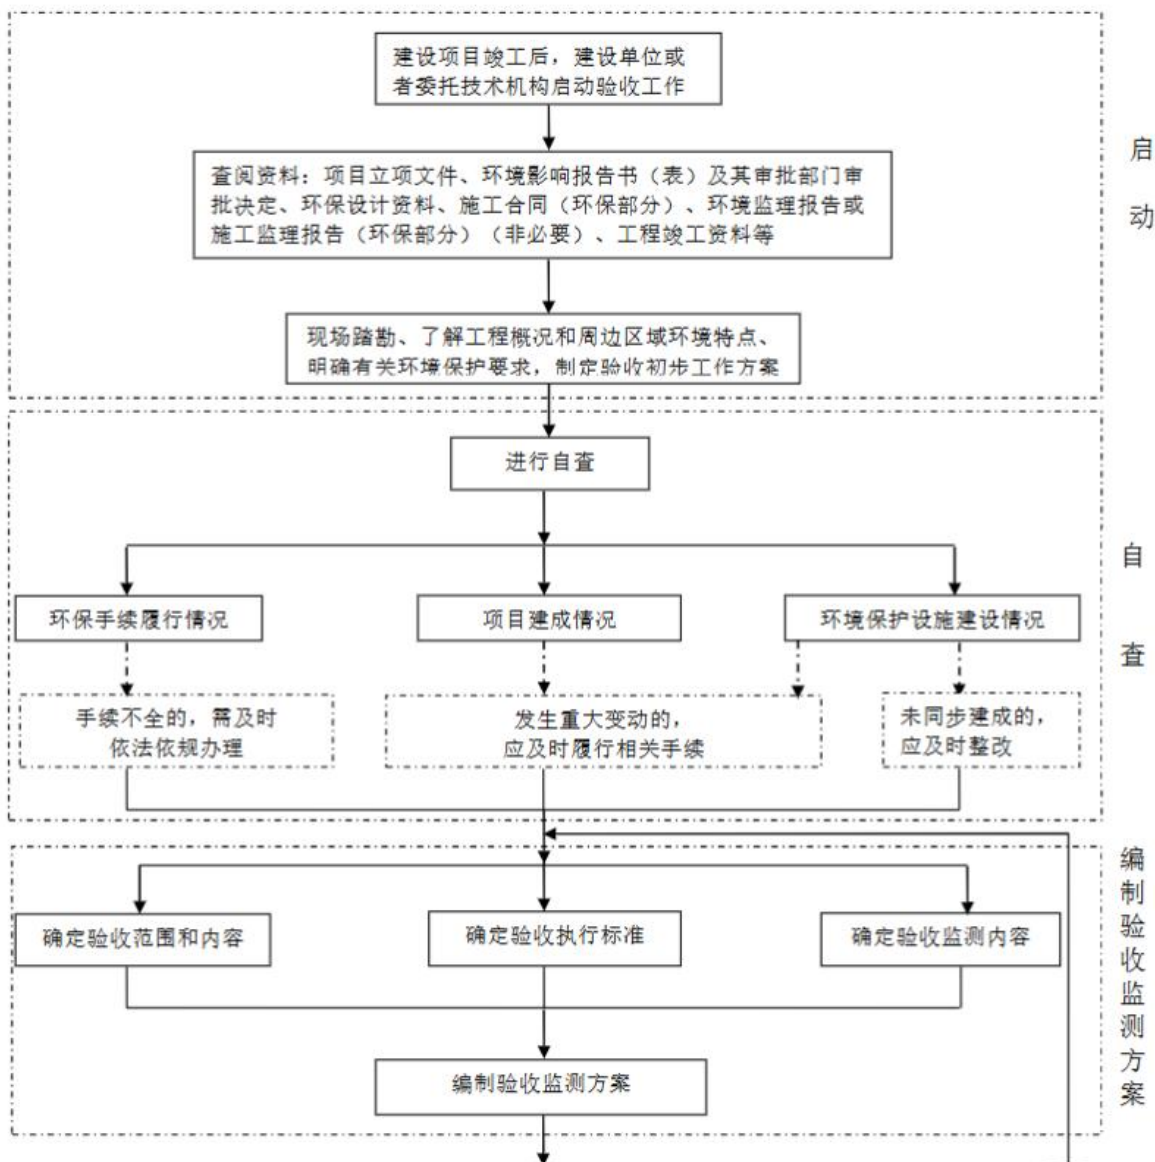 建设项目竣工后，建设单位或
者委托技术机构启动验收工作
查阅资料：项目立项文件、环境影响报告书（表）及其审批部门审
批决定、环保设计资料、施工合同（环保部分）、环境监理报告或
施工监理报告（环保部分）（非必要）、工程竣工资料等
现场踏勘、了解工程概况和周边区域环境特点、
明确有关环境保护要求，制定验收初步工作方案
启
动
进行自查
环保手续履行情况
项目建成情况
环境保护设施建设情况
手续不全的，需及时
依法依规办理
发生重大变动的，
应及时履行相关手续
未同步建成的，
应及时整改
自
查
确定验收范围和内容
确定验收执行标准
确定验收监测内容
编制验收监测方案
编
制
验
收
监
测
方
案